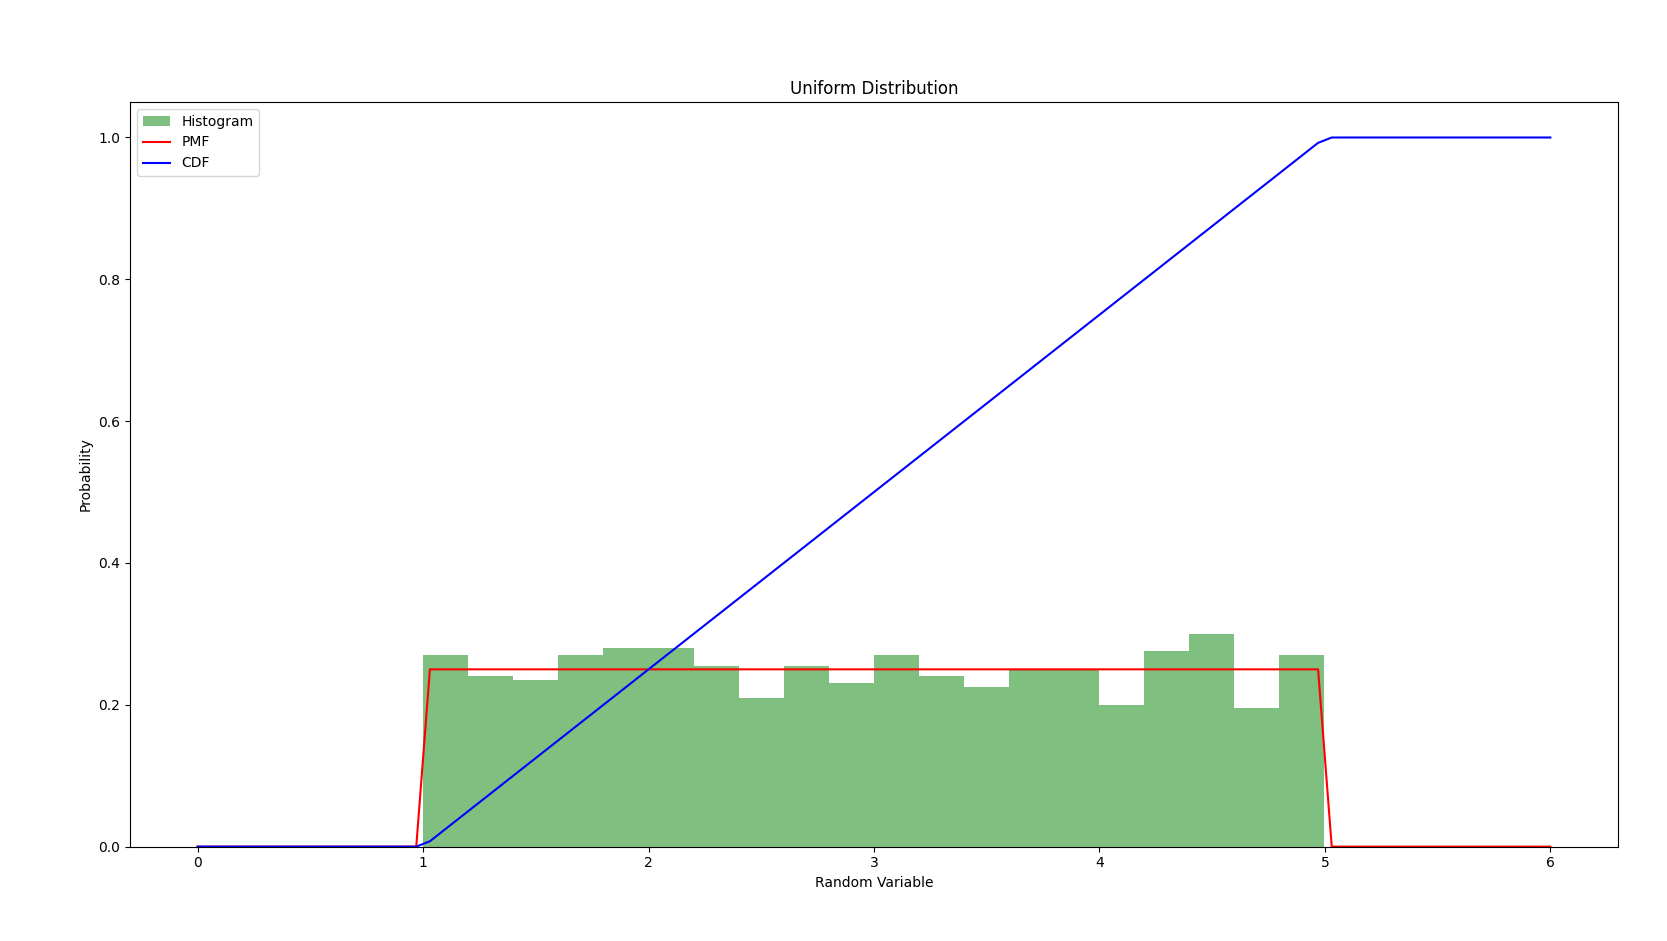 Uniform Distribution
Histogram
PMF
CDF
1.0
0.8
0.6
0.4
0.2
0.0
Probability
0 1 2 3 4 5 6
Random Variable